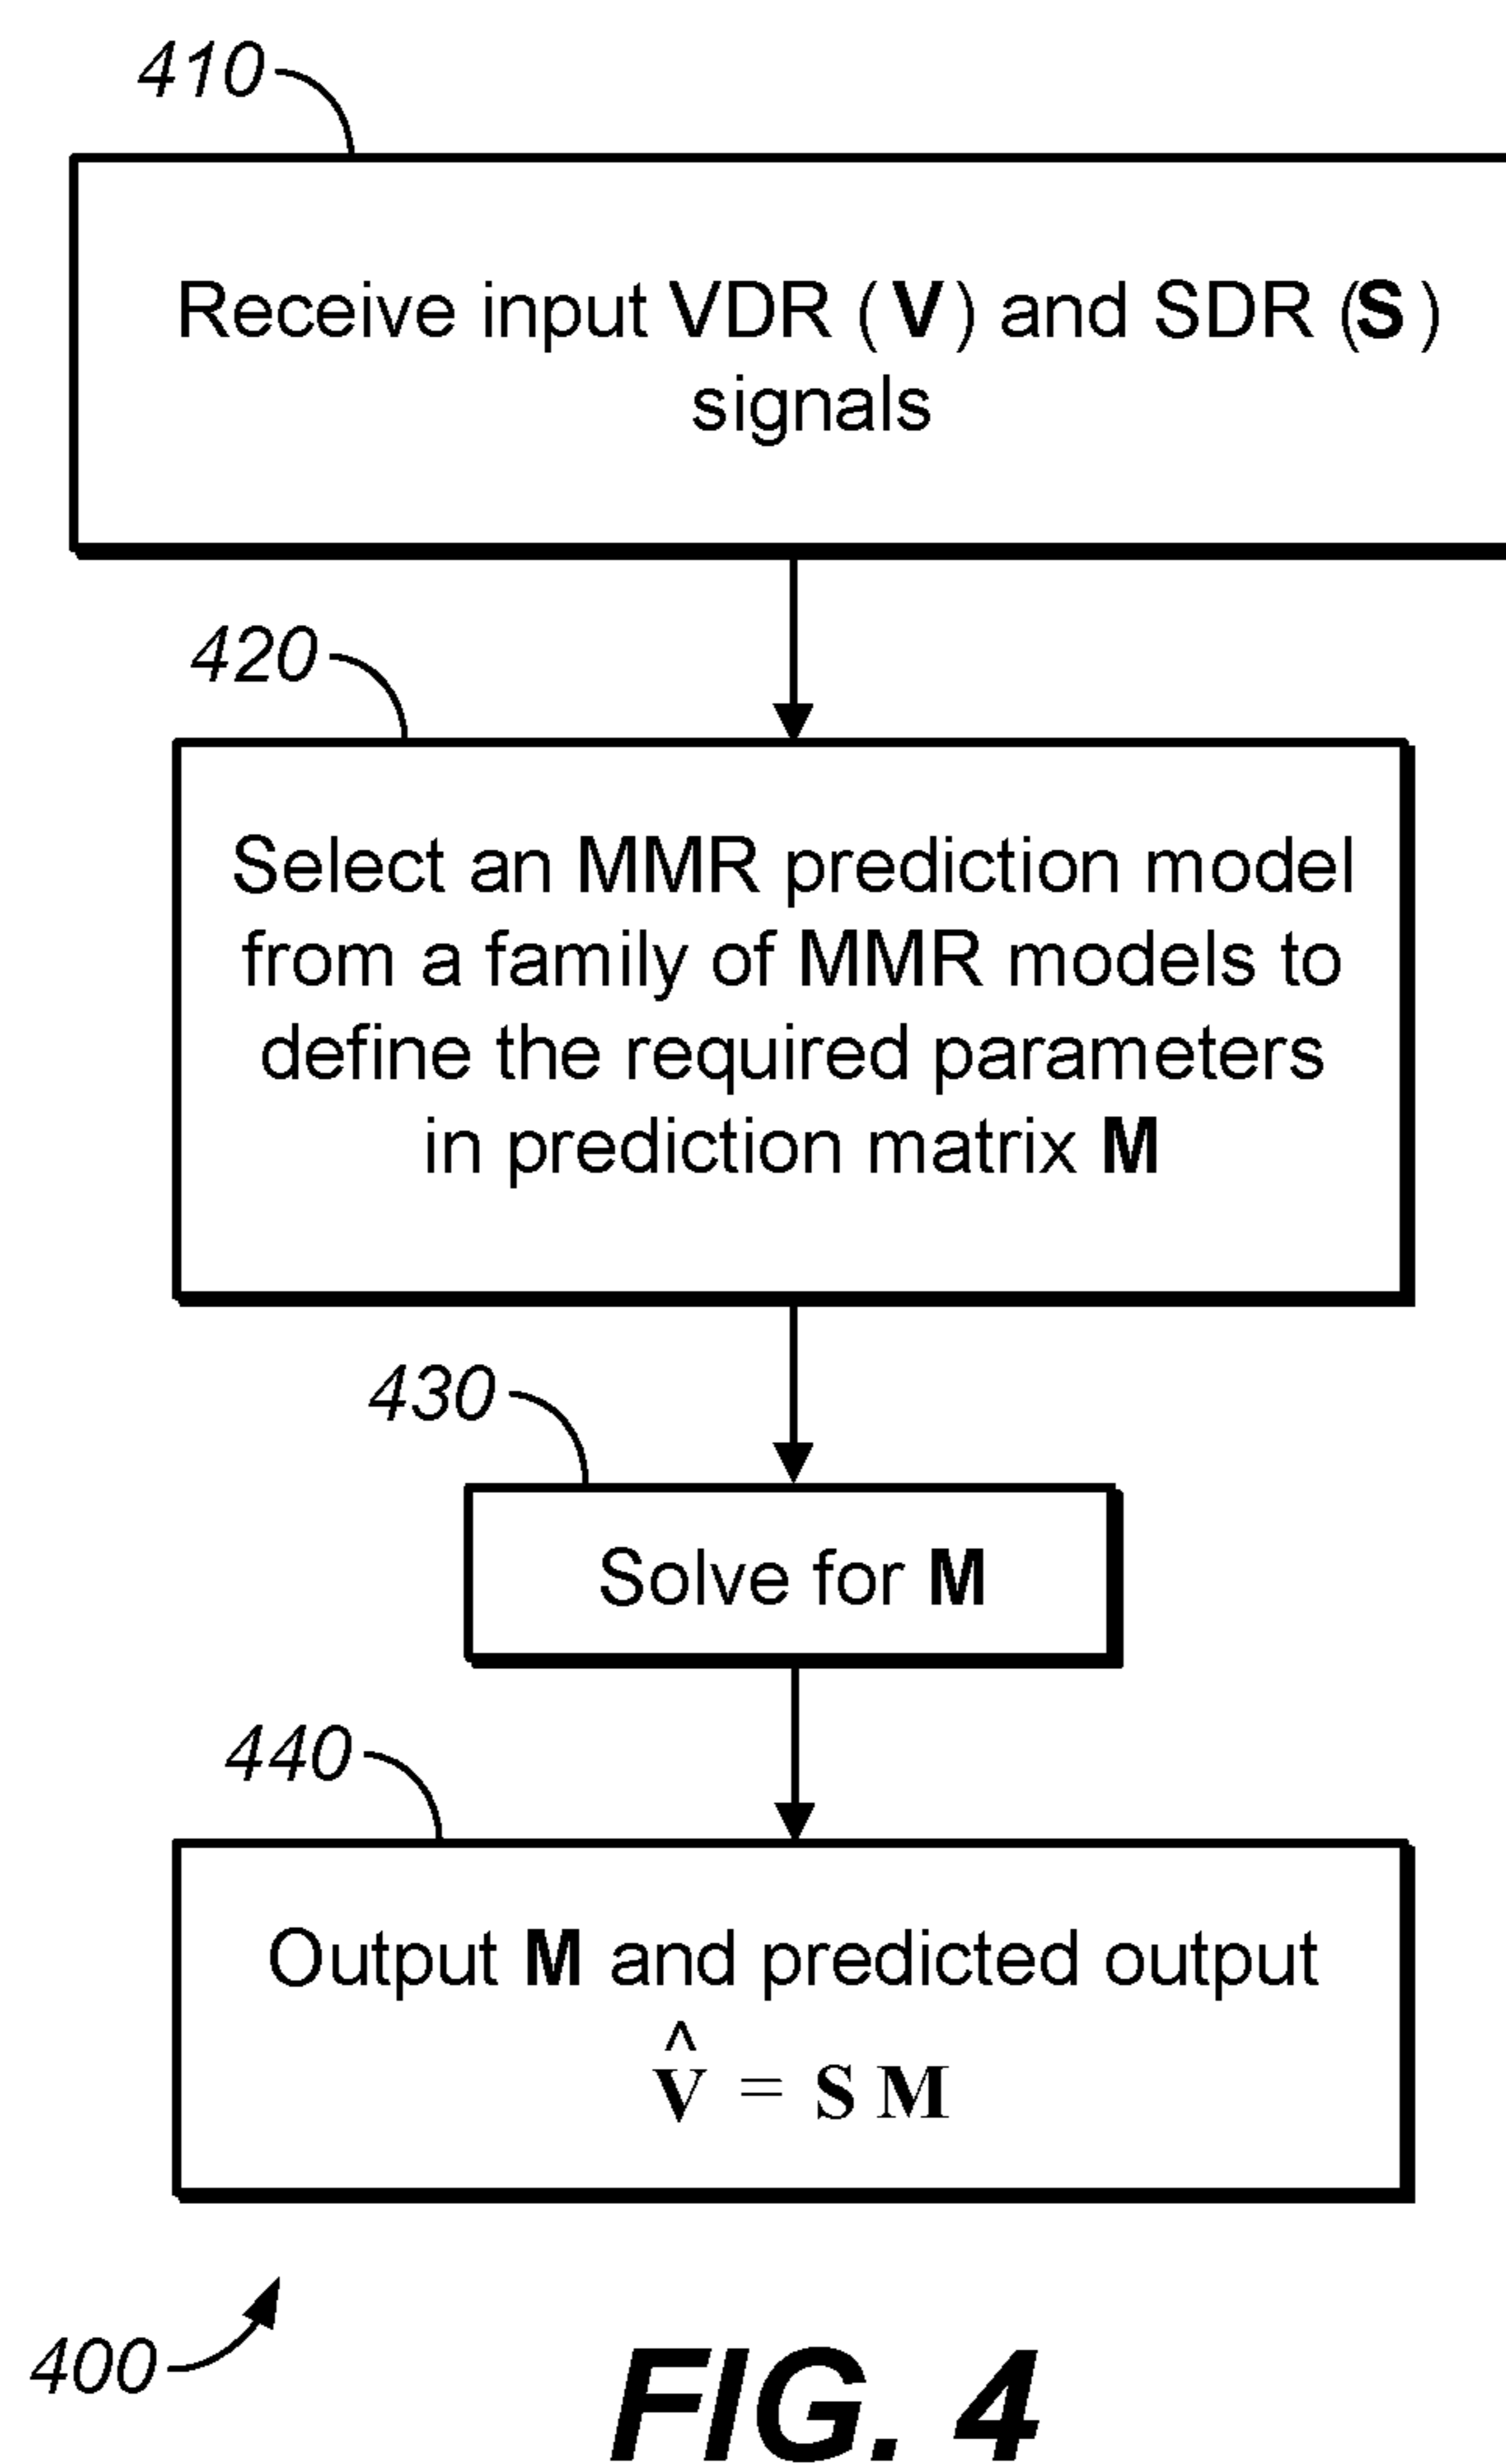 410
Receive input VDR (V) and SDR (S)
signals
420
Select an MMR prediction model
from a family of MMR models to
define the required parameters
in prediction matrix M
430
Solve for M
440
Output M and predicted output
V̂ = S M
400
FIG. 4